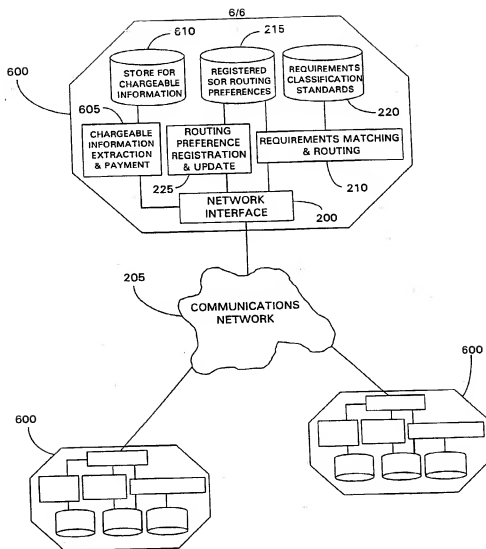 6/6
610
215
600
STORE FOR
CHARGEABLE
INFORMATION
REGISTERED
SOR ROUTING
PREFERENCES
REQUIREMENTS
CLASSIFICATION
STANDARDS
605
220
CHARGEABLE
INFORMATION
EXTRACTION
& PAYMENT
ROUTING
PREFERENCE
REGISTRATION
& UPDATE
REQUIREMENTS MATCHING
& ROUTING
225
210
NETWORK
INTERFACE
200
205
COMMUNICATIONS
NETWORK
600
600